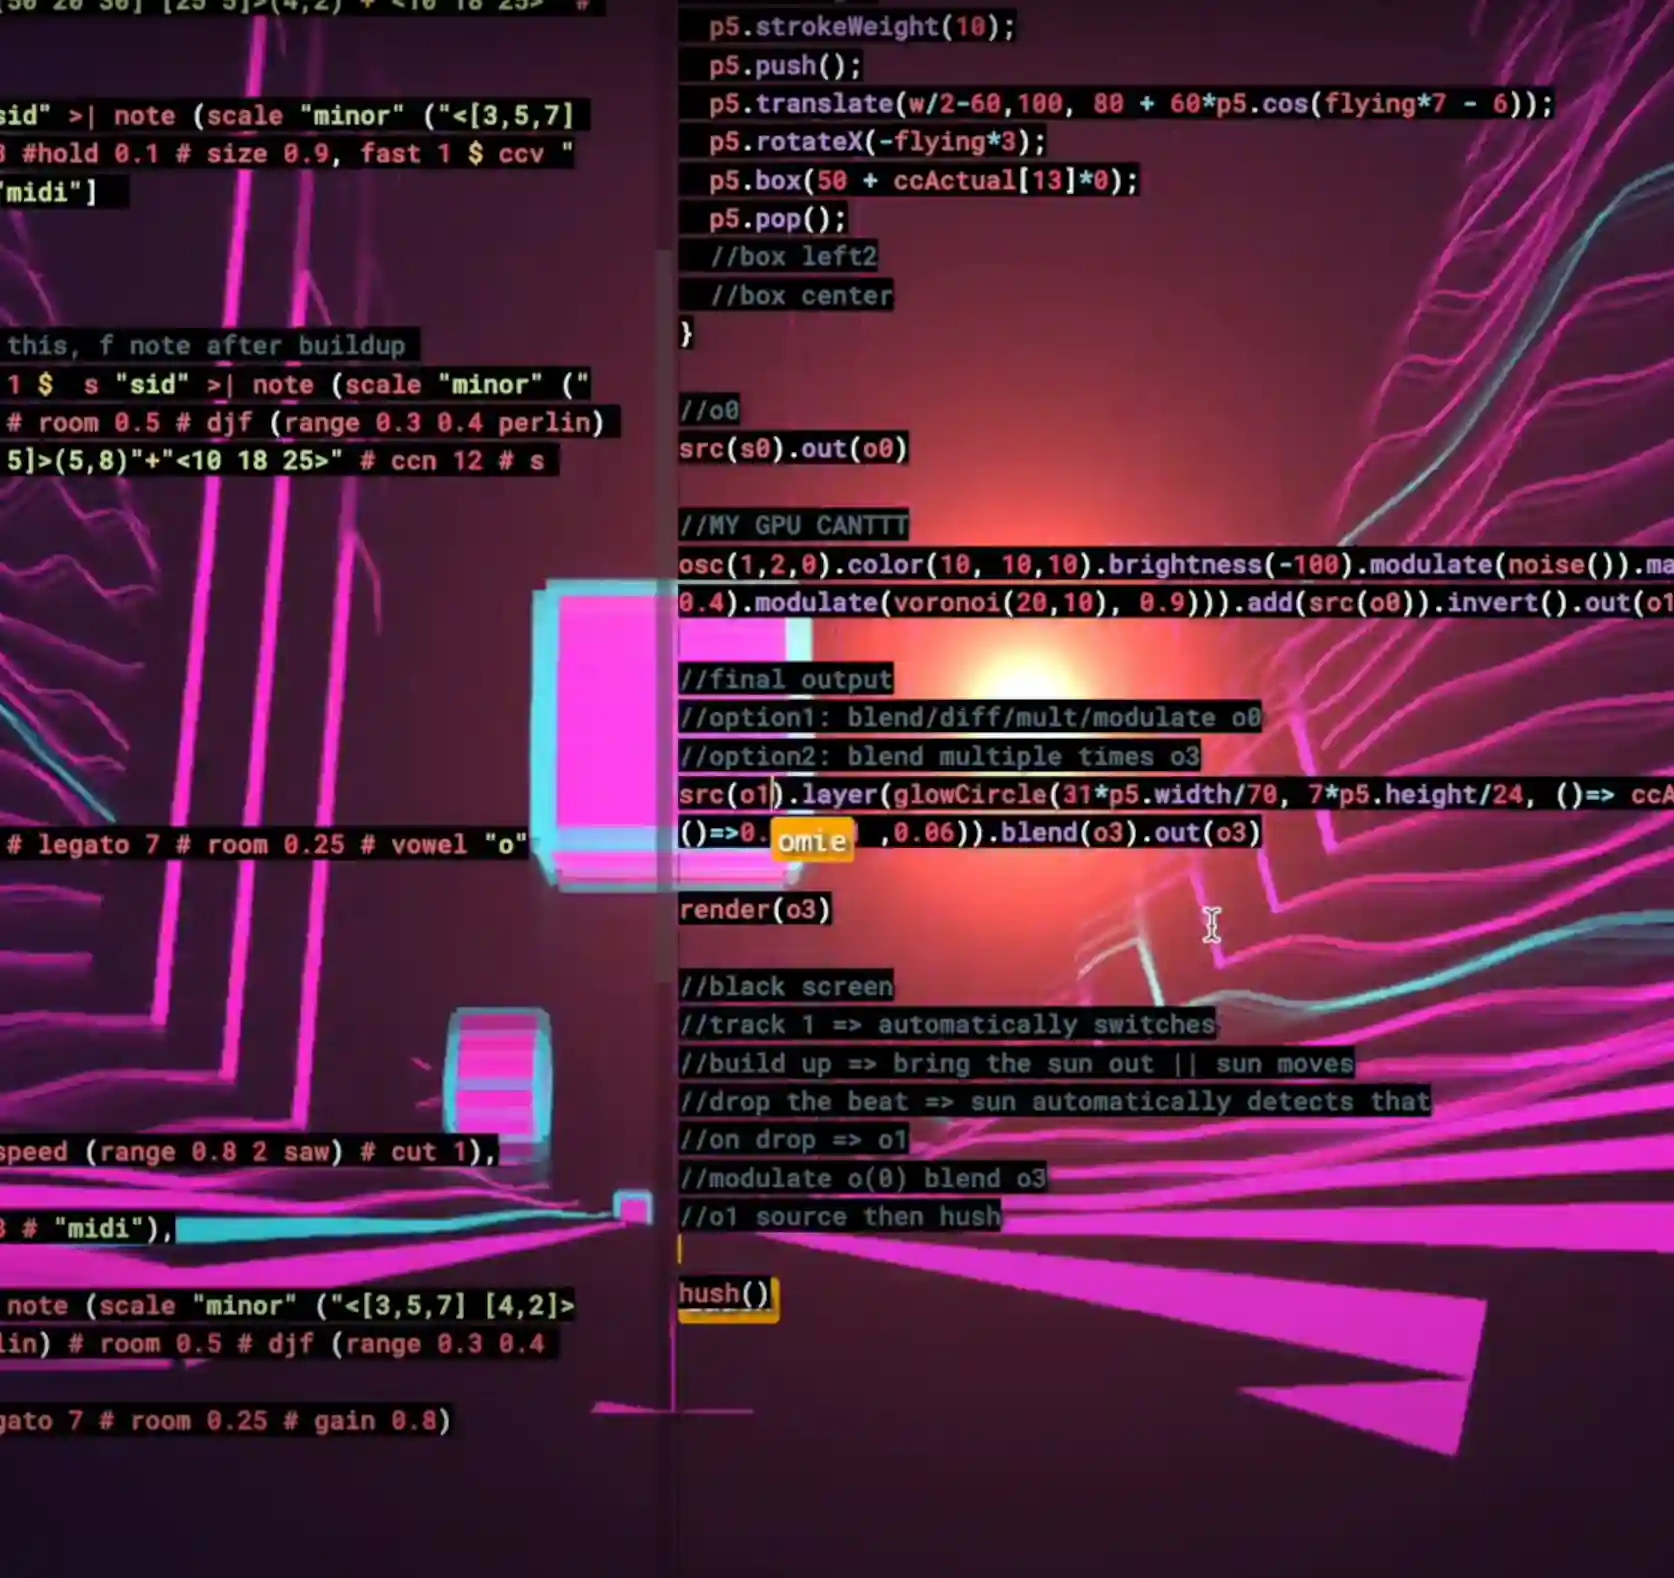 [50 20 30] [25 5]>(4,2) + <10 18 25> #
sid" >| note (scale "minor" ("<[3,5,7]
#hold 0.1 # size 0.9, fast 1 $ ccv "
"midi"]
this, f note after buildup
1 $ s "sid" >| note (scale "minor" ("
# room 0.5 # djf (range 0.3 0.4 perlin)
5]>(5,8)"+"<10 18 25>" # ccn 12 # s
# legato 7 # room 0.25 # vowel "o"
speed (range 0.8 2 saw) # cut 1),
# "midi"),
note (scale "minor" ("<[3,5,7] [4,2]>
lin) # room 0.5 # djf (range 0.3 0.4
gato 7 # room 0.25 # gain 0.8)
p5.strokeWeight(10);
p5.push();
p5.translate(w/2-60,100, 80 + 60*p5.cos(flying*7 - 6));
p5.rotateX(-flying*3);
p5.box(50 + ccActual[13]*0);
p5.pop();
//box left2
//box center
}
//o0
src(s0).out(o0)
//MY GPU CANTTT
osc(1,2,0).color(10, 10,10).brightness(-100).modulate(noise()).ma
0.4).modulate(voronoi(20,10), 0.9))).add(src(o0)).invert().out(o1
//final output
//option1: blend/diff/mult/modulate o0
//option2: blend multiple times o3
src(o1).layer(glowCircle(31*p5.width/70, 7*p5.height/24, ()=> ccA
()=>0. ,0.06)).blend(o3).out(o3)
omie
render(o3)
//black screen
//track 1 => automatically switches
//build up => bring the sun out || sun moves
//drop the beat => sun automatically detects that
//on drop => o1
//modulate o(0) blend o3
//o1 source then hush
hush()